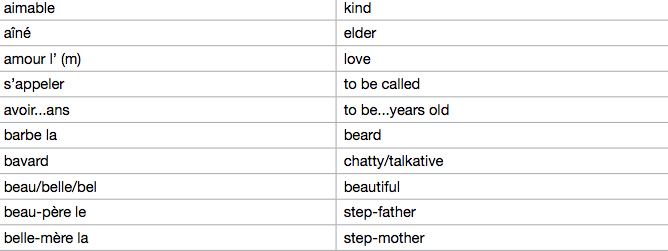 aimable kind
aîné elder
amour l’ (m) love
s’appeler to be called
avoir...ans to be...years old
barbe la beard
bavard chatty/talkative
beau/belle/bel beautiful
beau-père le step-father
belle-mère la step-mother